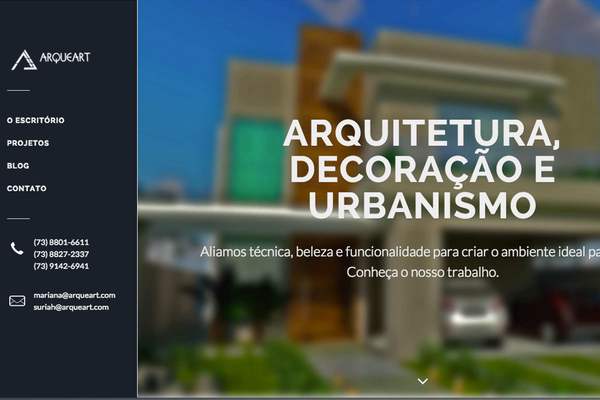 ARQUEART
O ESCRITÓRIO
PROJETOS
BLOG
CONTATO
(73) 8801-6611
(73) 8827-2337
(73) 9142-6941
mariana@arqueart.com
suriah@arqueart.com
ARQUITETURA,
DECORAÇÃO E
URBANISMO
Aliamos técnica, beleza e funcionalidade para criar o ambiente ideal pa
Conheça o nosso trabalho.